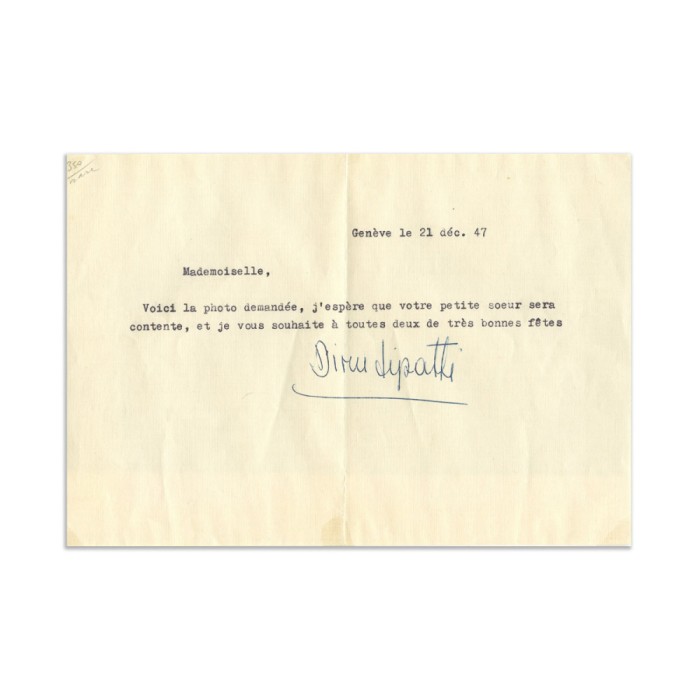 350
Genève le 21 déc. 47
Mademoiselle,
Voici la photo demandée, j'espère que votre petite soeur sera
contente, et je vous souhaite à toutes deux de très bonnes fêtes
Dinu Lipatti